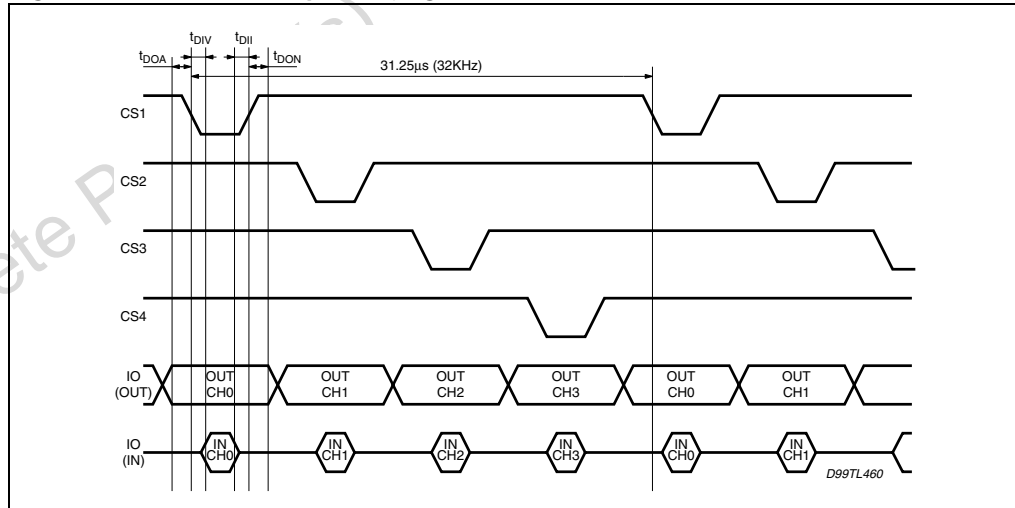 tDIV
tDII
tDOA
tDON
31.25µs (32KHz)
CS1
CS2
CS3
CS4
IO
(OUT)
OUT
CH0
OUT
CH1
OUT
CH2
OUT
CH3
OUT
CH0
OUT
CH1
IO
(IN)
IN
CH0
IN
CH1
IN
CH2
IN
CH3
IN
CH0
IN
CH1
D99TL460
ete P
s)